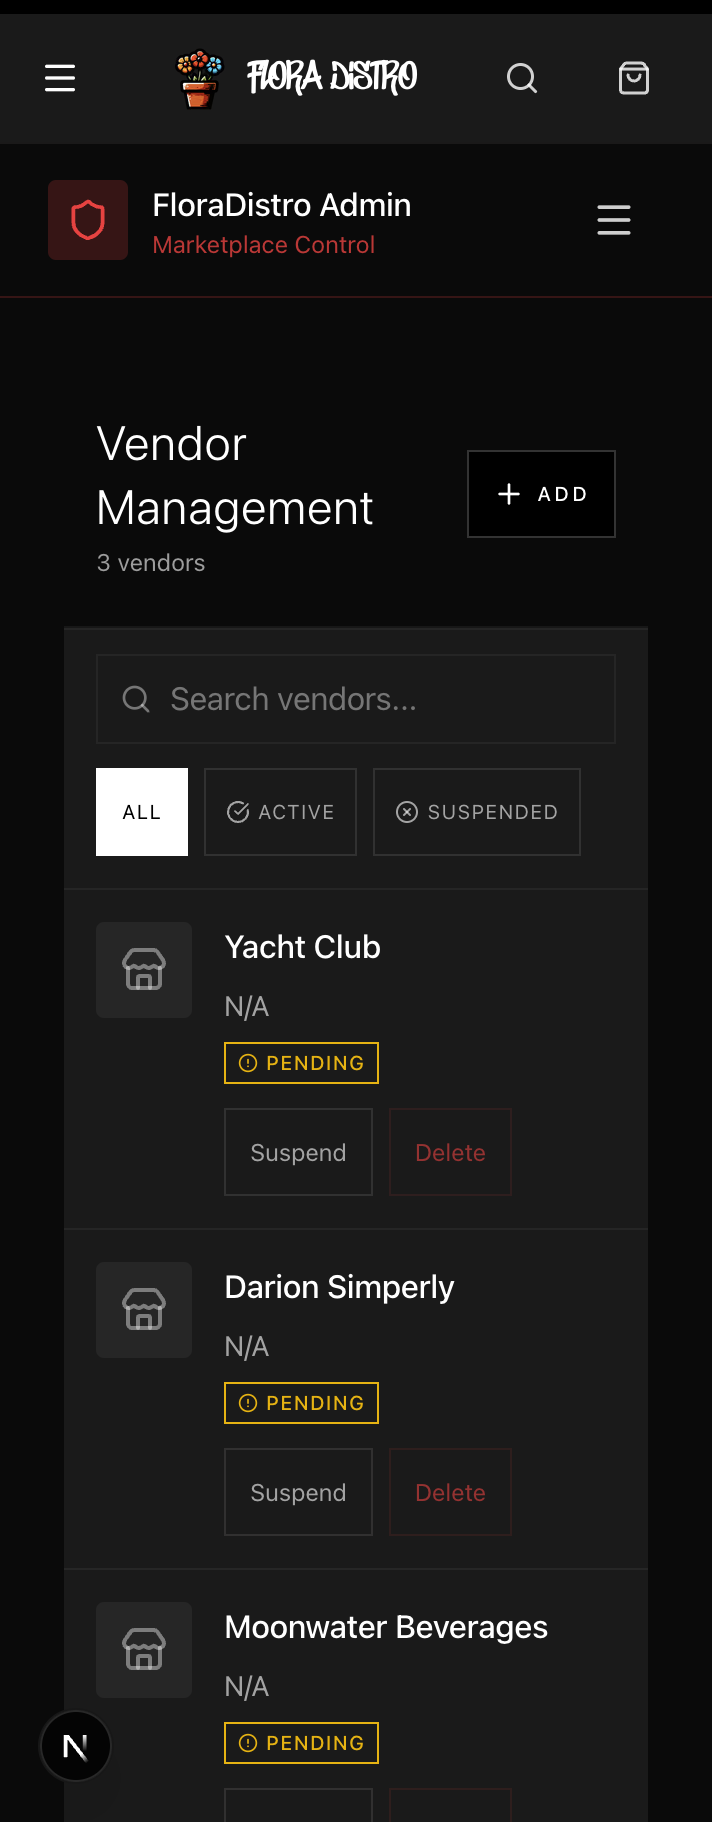 FLORA DISTRO
FloraDistro Admin
Marketplace Control
Vendor
Management
3 vendors
ADD
Search vendors...
ALL
ACTIVE
SUSPENDED
Yacht Club
N/A
PENDING
Suspend
Delete
Darion Simperly
N/A
PENDING
Suspend
Delete
Moonwater Beverages
N/A
PENDING
N